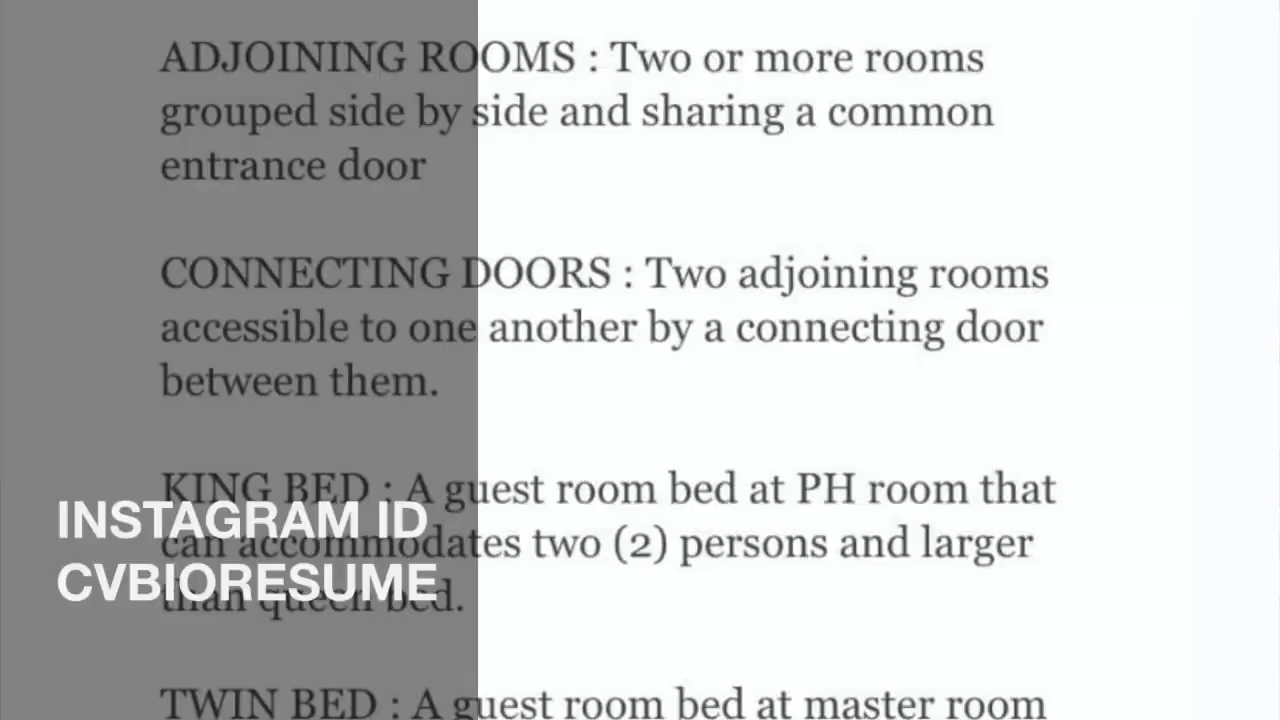 ADJOINING ROOMS : Two or more rooms
grouped side by side and sharing a common
entrance door
CONNECTING DOORS : Two adjoining rooms
accessible to one another by a connecting door
between them.
KING BED : A guest room bed at PH room that
can accommodates two (2) persons and larger
than queen bed.
TWIN BED : A guest room bed at master room
INSTAGRAM ID
CVBIORESUME